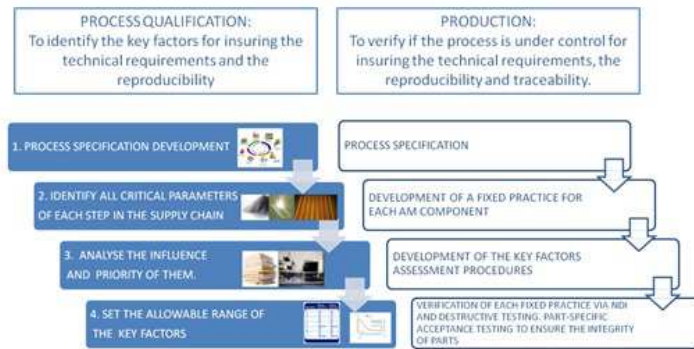 PROCESS QUALIFICATION:
To identify the key factors for insuring the
technical requirements and the
reproducibility
PRODUCTION:
To verify if the process is under control for
insuring the technical requirements, the
reproducibility and traceability.
1. PROCESS SPECIFICATION DEVELOPMENT
2. IDENTIFY ALL CRITICAL PARAMETERS
OF EACH STEP IN THE SUPPLY CHAIN
3. ANALYSE THE INFLUENCE
AND PRIORITY OF THEM.
4. SET THE ALLOWABLE RANGE OF
THE KEY FACTORS
PROCESS SPECIFICATION
DEVELOPMENT OF A FIXED PRACTICE FOR
EACH AM COMPONENT
DEVELOPMENT OF THE KEY FACTORS
ASSESSMENT PROCEDURES
VERIFICATION OF EACH FIXED PRACTICE VIA NDI
AND DESTRUCTIVE TESTING. PART-SPECIFIC
ACCEPTANCE TESTING TO ENSURE THE INTEGRITY
OF PARTS